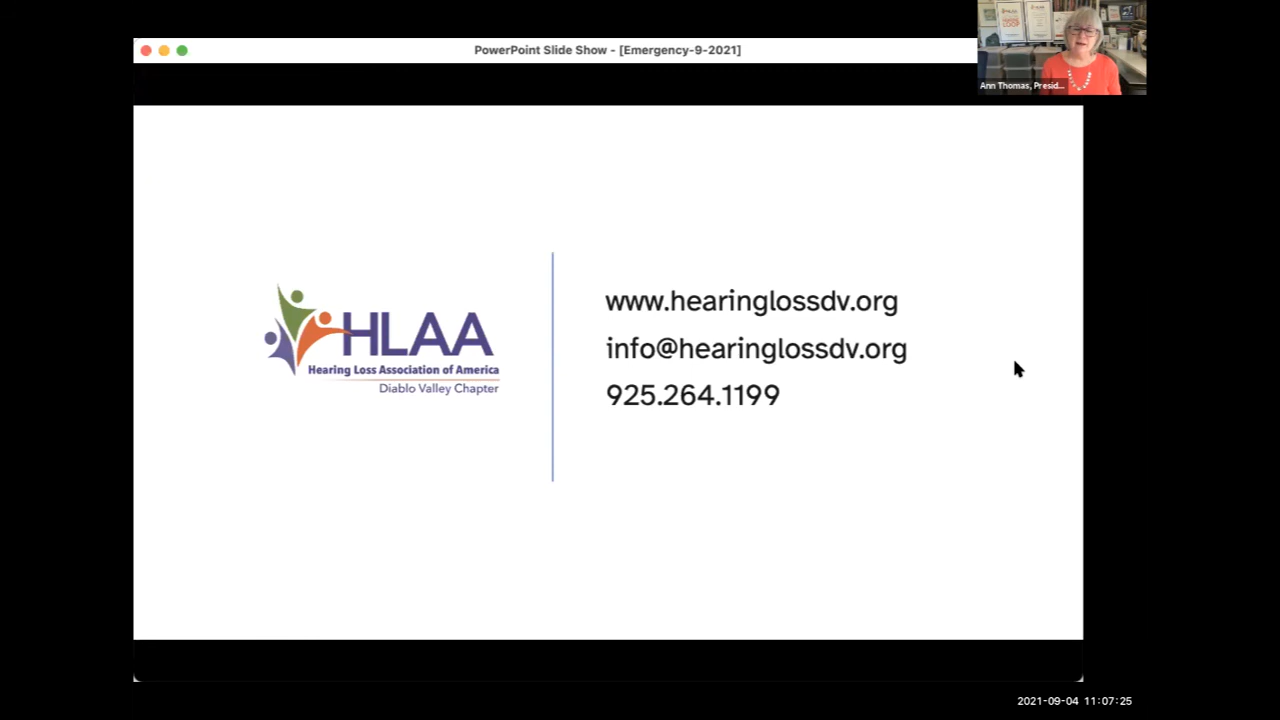 PowerPoint Slide Show - [Emergency-9-2021]
Ann Thomas, Presid...
HLAA
Hearing Loss Association of America
Diablo Valley Chapter
www.hearinglossdv.org
info@hearinglossdv.org
925.264.1199
2021-09-04 11:07:25